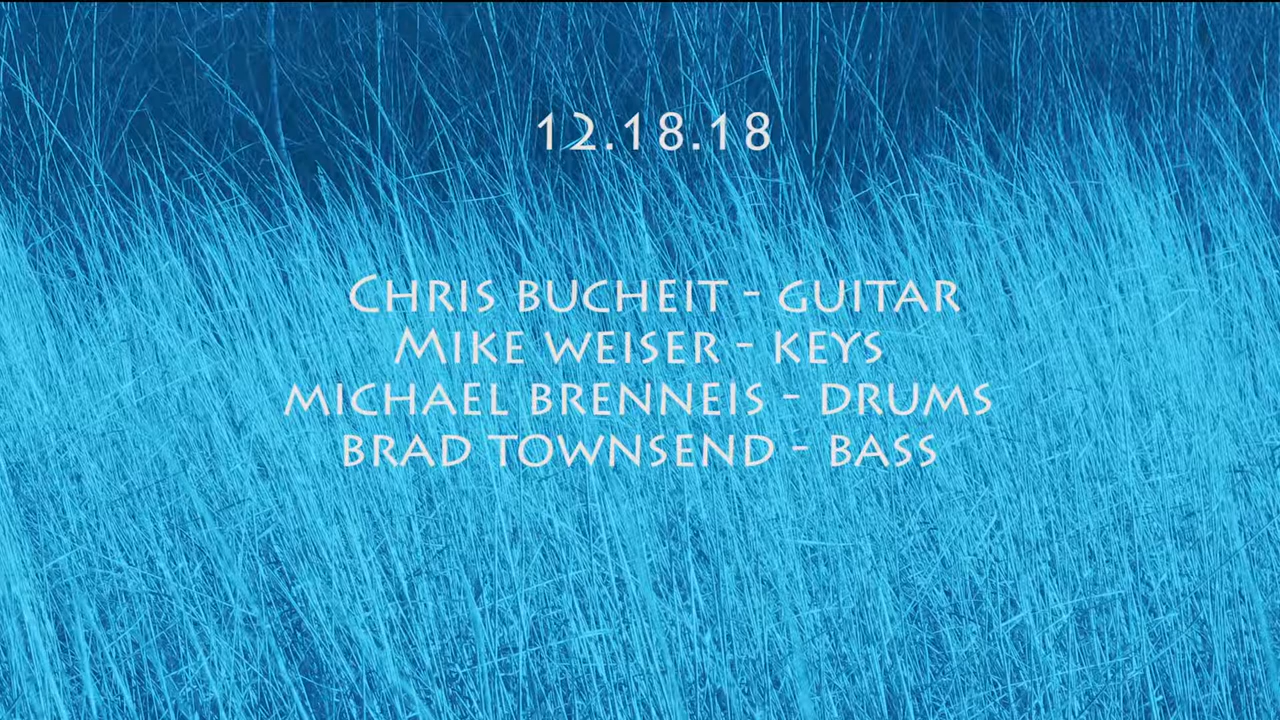 12.18.18
Chris bucheit - guitar
Mike weiser - keys
michael brenneis - drums
brad townsend - bass